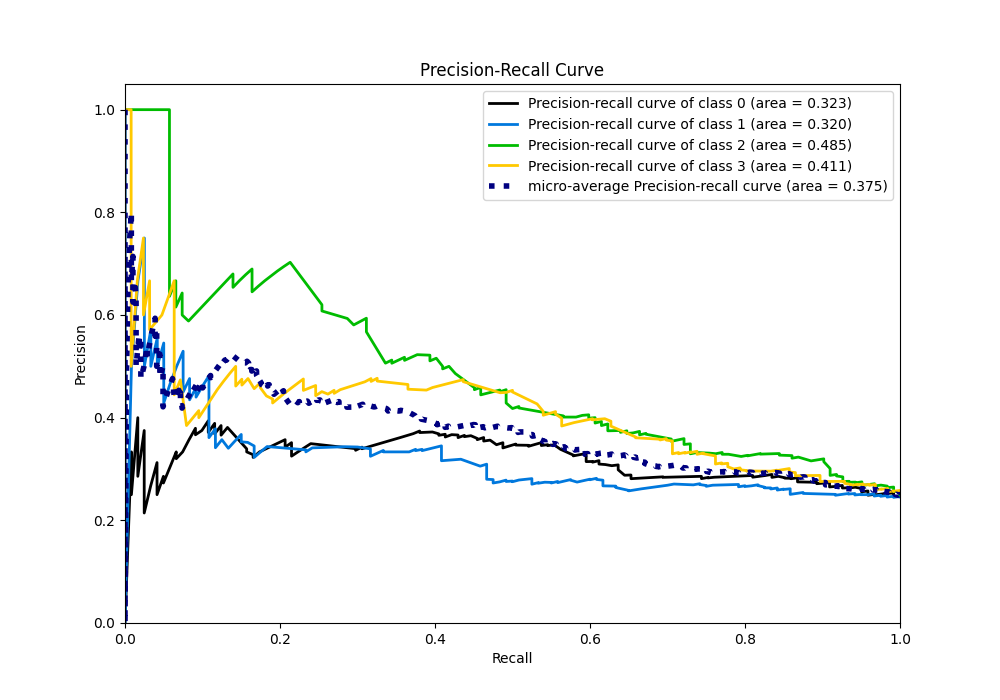 Precision-Recall Curve
Precision-recall curve of class 0 (area = 0.323)
Precision-recall curve of class 1 (area = 0.320)
Precision-recall curve of class 2 (area = 0.485)
Precision-recall curve of class 3 (area = 0.411)
micro-average Precision-recall curve (area = 0.375)
Precision
1.0
0.8
0.6
0.4
0.2
0.0
0.0 0.2 0.4 0.6 0.8 1.0
Recall